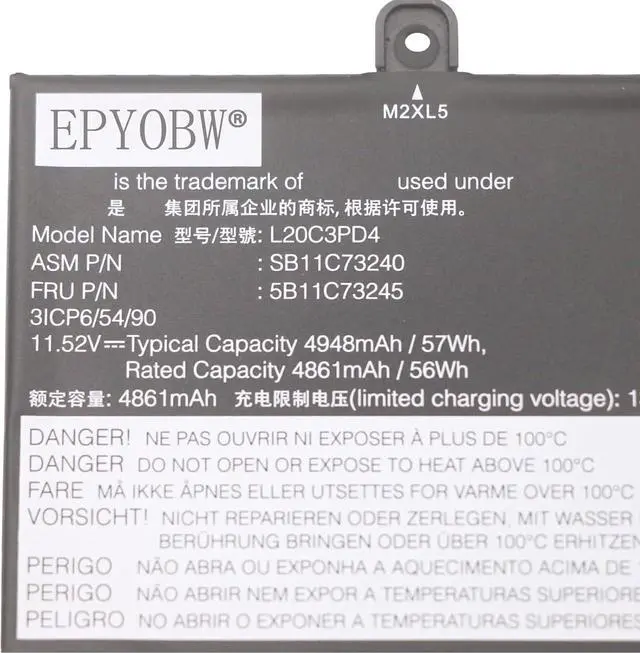 M2XL5
EPYOBW®
is the trademark of used under
是 集团所属企业的商标, 根据许可使用。
Model Name 型号/型號: L20C3PD4
ASM P/N : SB11C73240
FRU P/N : 5B11C73245
3ICP6/54/90
11.52V⎓Typical Capacity 4948mAh / 57Wh,
Rated Capacity 4861mAh / 56Wh
额定容量: 4861mAh 充电限制电压(limited charging voltage): 1
DANGER! NE PAS OUVRIR NI EXPOSER À PLUS DE 100°C
DANGER DO NOT OPEN OR EXPOSE TO HEAT ABOVE 100°C
FARE MÅ IKKE ÅPNES ELLER UTSETTES FOR VARME OVER 100°C
VORSICHT! NICHT REPARIEREN ODER ZERLEGEN, MIT WASSER
BERÜHRUNG BRINGEN ODER ÜBER 100°C ERHITZEN
PERIGO NÃO ABRA OU EXPONHA A AQUECIMENTO ACIMA DE 1
PERIGO NÃO ABRIR NEM EXPOR A TEMPERATURAS SUPERIORES
PELIGRO NO ABRIR O EXPONER A TEMPERATURAS SUPERIORES